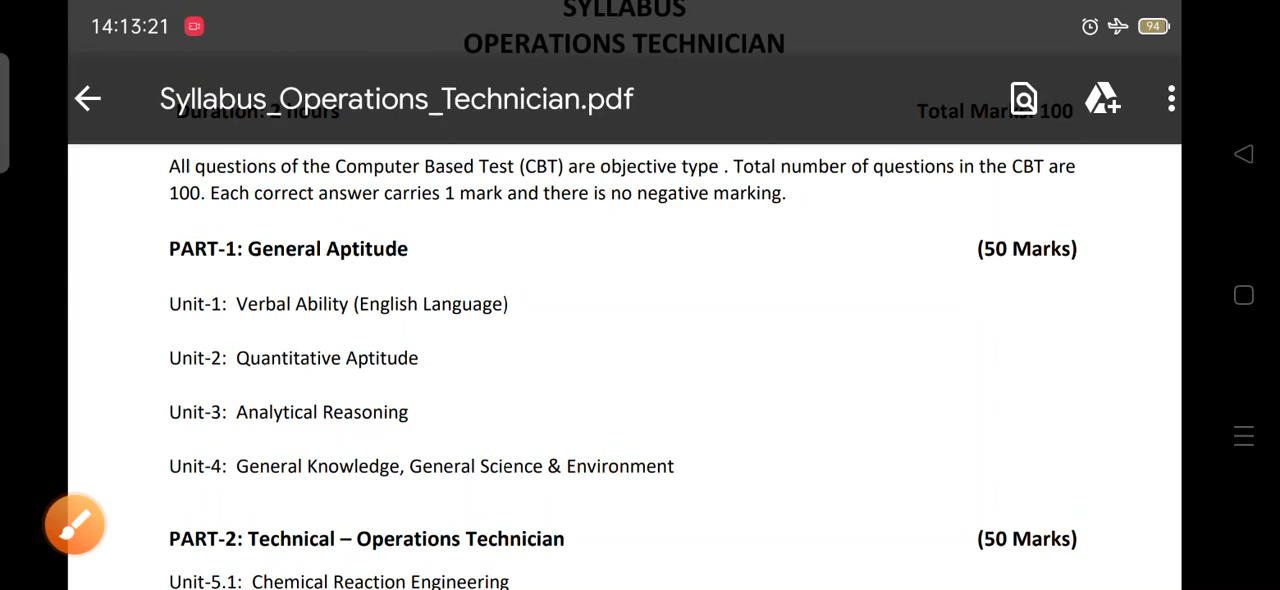 SYLLABUS
14:13:21
94
OPERATIONS TECHNICIAN
Syllabus_Operations_Technician.pdf
Duration: 2 hours
Total Marks: 100
All questions of the Computer Based Test (CBT) are objective type . Total number of questions in the CBT are
100. Each correct answer carries 1 mark and there is no negative marking.
PART-1: General Aptitude (50 Marks)
Unit-1: Verbal Ability (English Language)
Unit-2: Quantitative Aptitude
Unit-3: Analytical Reasoning
Unit-4: General Knowledge, General Science & Environment
PART-2: Technical – Operations Technician (50 Marks)
Unit-5.1: Chemical Reaction Engineering